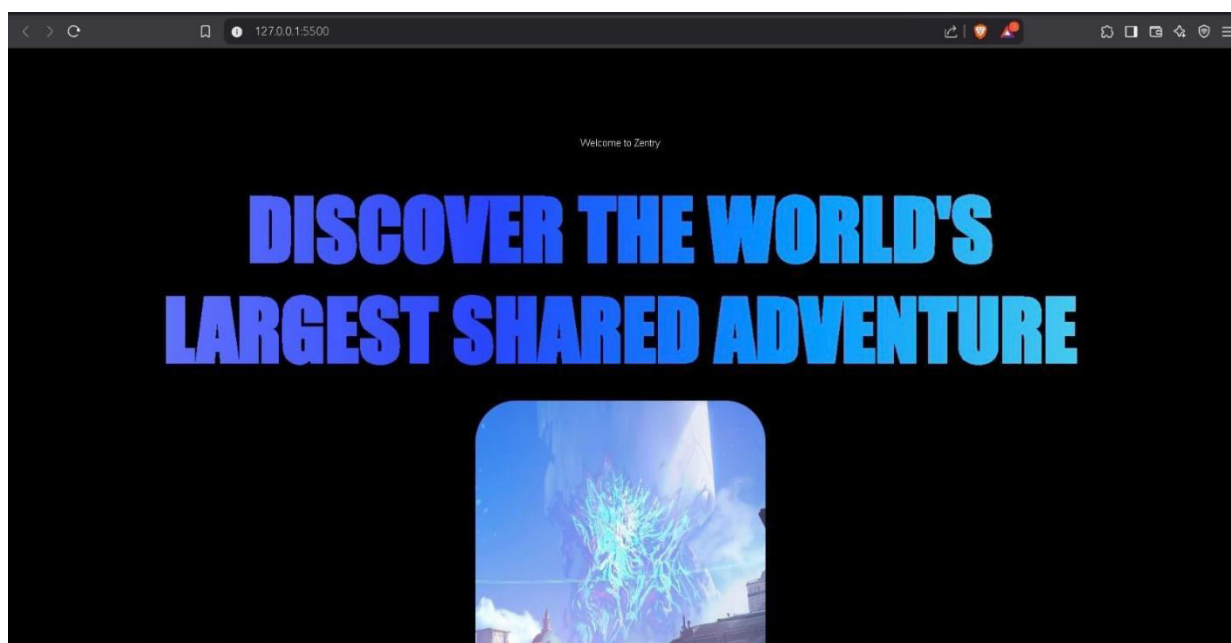 127.0.0.1:5500
Welcome to Zentry
DISCOVER THE WORLD'S
LARGEST SHARED ADVENTURE